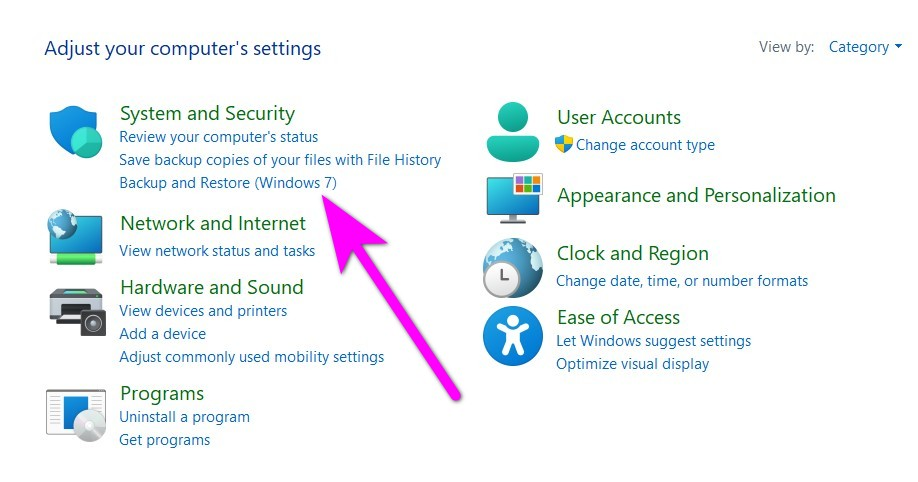 Adjust your computer's settings
View by: Category
System and Security
Review your computer's status
Save backup copies of your files with File History
Backup and Restore (Windows 7)
Network and Internet
View network status and tasks
Hardware and Sound
View devices and printers
Add a device
Adjust commonly used mobility settings
Programs
Uninstall a program
Get programs
User Accounts
Change account type
Appearance and Personalization
Clock and Region
Change date, time, or number formats
Ease of Access
Let Windows suggest settings
Optimize visual display